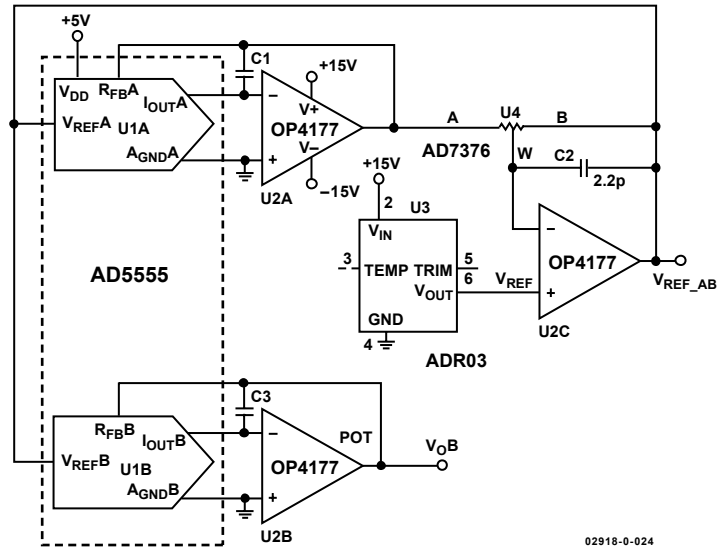 +5V
VDD RFBA
IOUTA
VREFA U1A
AGNDA
C1
+15V
V+
OP4177
V–
–15V
U2A
−
+
A
U4
B
AD7376
W
C2
2.2p
+15V
2
U3
VIN
3
TEMP TRIM
5
VOUT
6
VREF
GND
4
ADR03
−
OP4177
+
U2C
VREF_AB
AD5555
RFBB
IOUTB
VREFB U1B
AGNDB
C3
−
OP4177
+
U2B
POT
VOB
02918-0-024